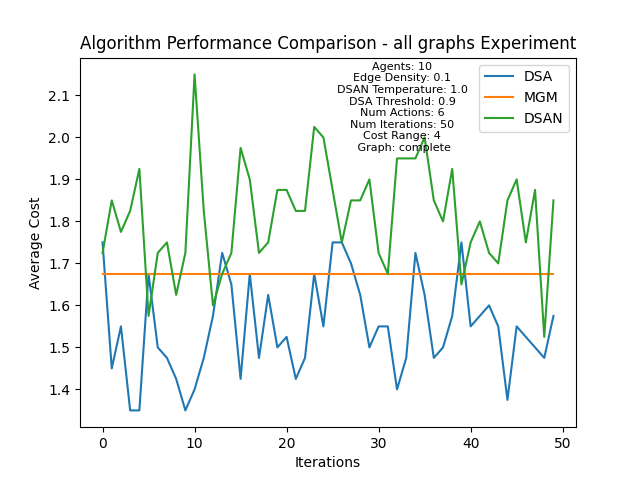 Algorithm Performance Comparison - all graphs Experiment
Agents: 10
Edge Density: 0.1
DSAN Temperature: 1.0
DSA Threshold: 0.9
Num Actions: 6
Num Iterations: 50
Cost Range: 4
Graph: complete
DSA
MGM
DSAN
Average Cost
2.1
2.0
1.9
1.8
1.7
1.6
1.5
1.4
0
10
20
30
40
50
Iterations